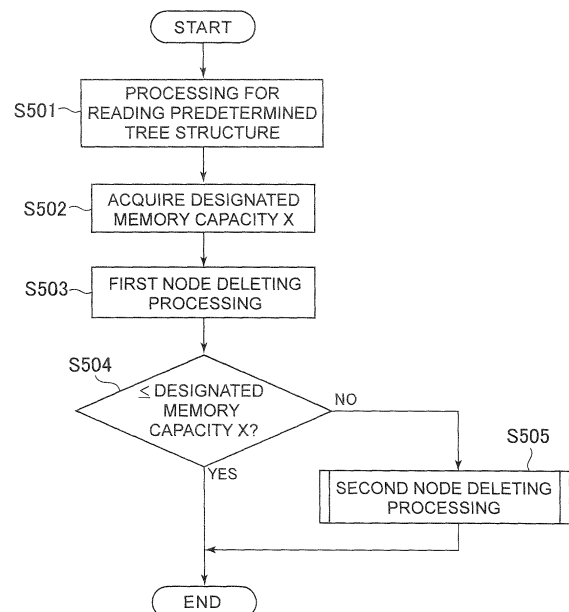 START
S501
PROCESSING FOR
READING PREDETERMINED
TREE STRUCTURE
S502
ACQUIRE DESIGNATED
MEMORY CAPACITY X
S503
FIRST NODE DELETING
PROCESSING
S504
≤ DESIGNATED
MEMORY
CAPACITY X?
NO
YES
S505
SECOND NODE DELETING
PROCESSING
END